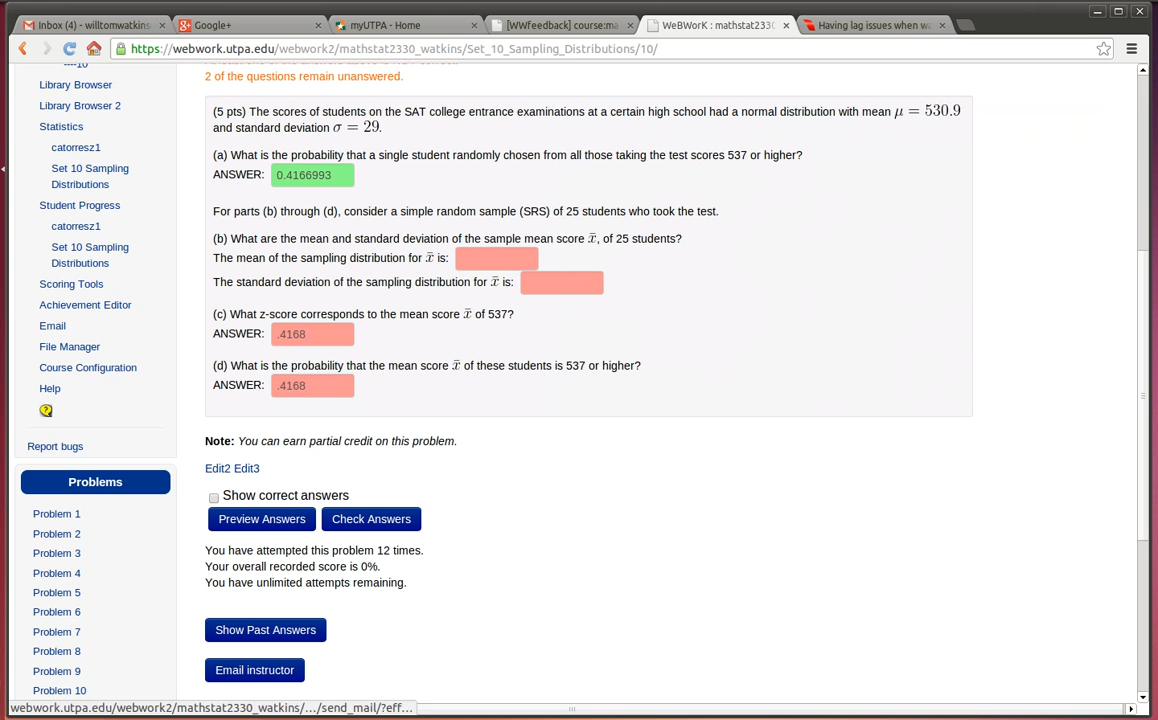 Inbox (4) - willtomwatkins
Google+
myUTPA - Home
[WWfeedback] course:ma
WeBWorK : mathstat233
Having lag issues when w
https://webwork.utpa.edu/webwork2/mathstat2330_watkins/Set_10_Sampling_Distributions/10/
Library Browser
Library Browser 2
Statistics
catorresz1
Set 10 Sampling
Distributions
Student Progress
catorresz1
Set 10 Sampling
Distributions
Scoring Tools
Achievement Editor
Email
File Manager
Course Configuration
Help
Report bugs
Problems
Problem 1
Problem 2
Problem 3
Problem 4
Problem 5
Problem 6
Problem 7
Problem 8
Problem 9
Problem 10
2 of the questions remain unanswered.
(5 pts) The scores of students on the SAT college entrance examinations at a certain high school had a normal distribution with mean μ = 530.9
and standard deviation σ = 29.
(a) What is the probability that a single student randomly chosen from all those taking the test scores 537 or higher?
ANSWER: 0.4166993
For parts (b) through (d), consider a simple random sample (SRS) of 25 students who took the test.
(b) What are the mean and standard deviation of the sample mean score x̄, of 25 students?
The mean of the sampling distribution for x̄ is:
The standard deviation of the sampling distribution for x̄ is:
(c) What z-score corresponds to the mean score x̄ of 537?
ANSWER: .4168
(d) What is the probability that the mean score x̄ of these students is 537 or higher?
ANSWER: .4168
Note: You can earn partial credit on this problem.
Edit2 Edit3
Show correct answers
Preview Answers Check Answers
You have attempted this problem 12 times.
Your overall recorded score is 0%.
You have unlimited attempts remaining.
Show Past Answers
Email instructor
webwork.utpa.edu/webwork2/mathstat2330_watkins/.../send_mail/?eff...